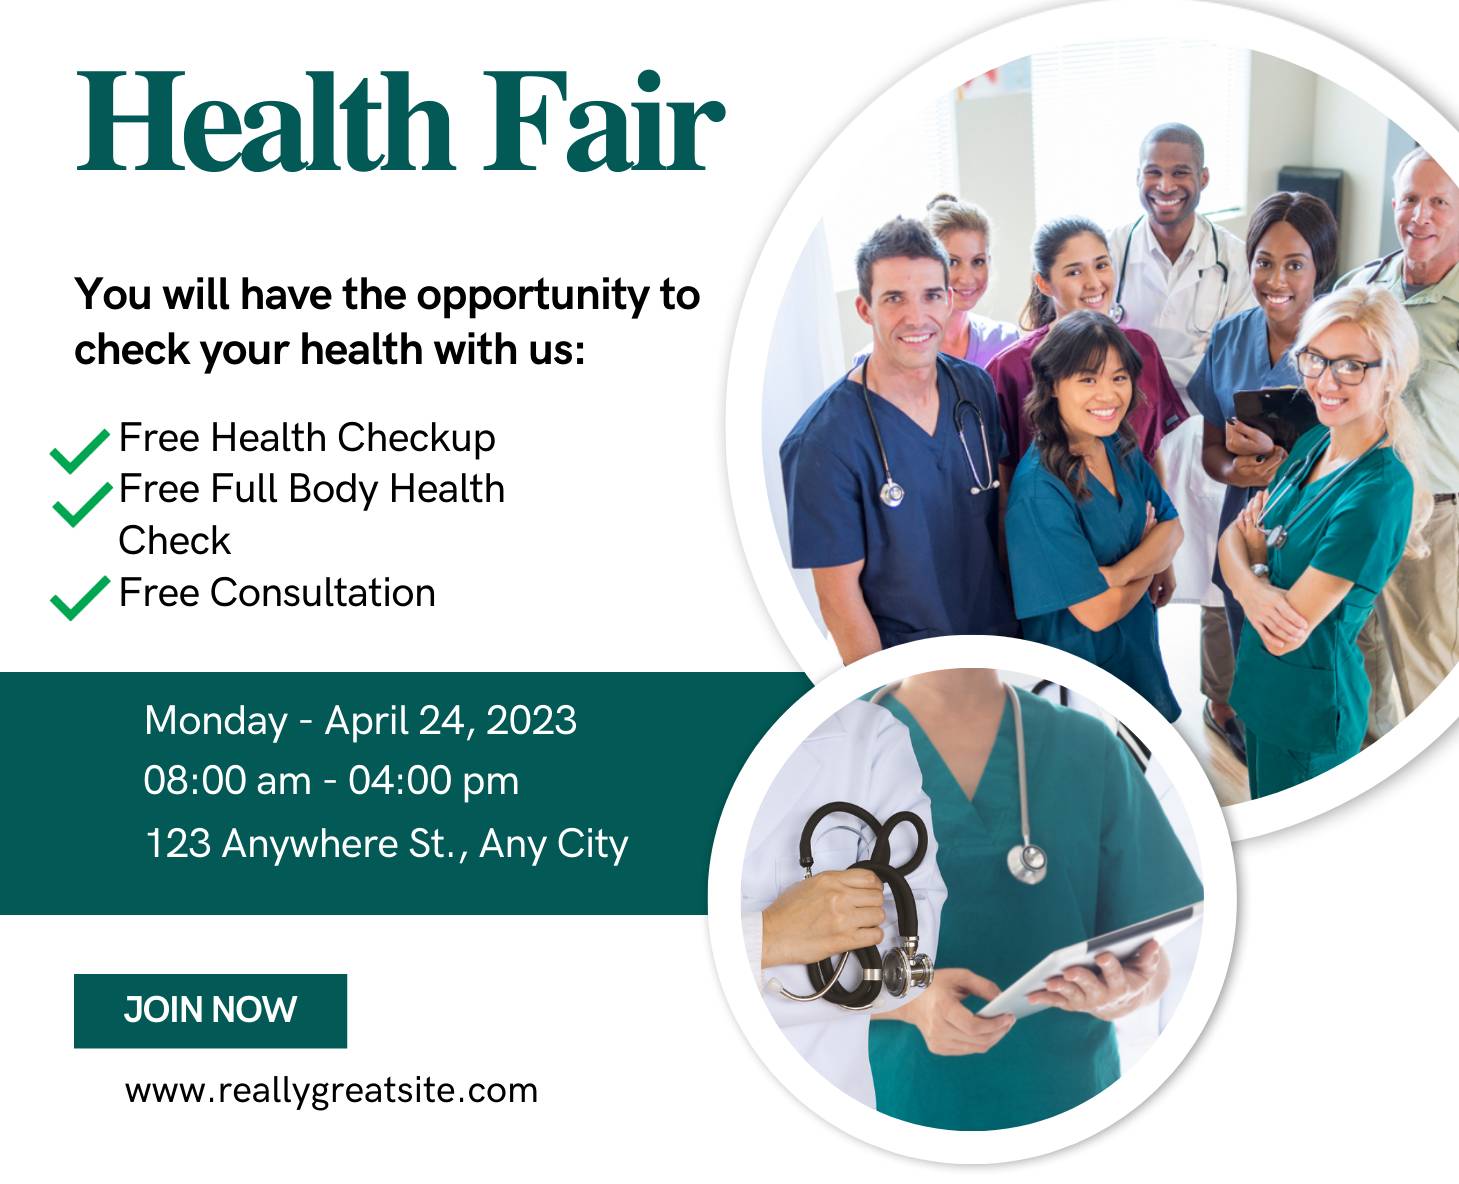 Health Fair
You will have the opportunity to
check your health with us:
Free Health Checkup
Free Full Body Health
Check
Free Consultation
Monday - April 24, 2023
08:00 am - 04:00 pm
123 Anywhere St., Any City
JOIN NOW
www.reallygreatsite.com